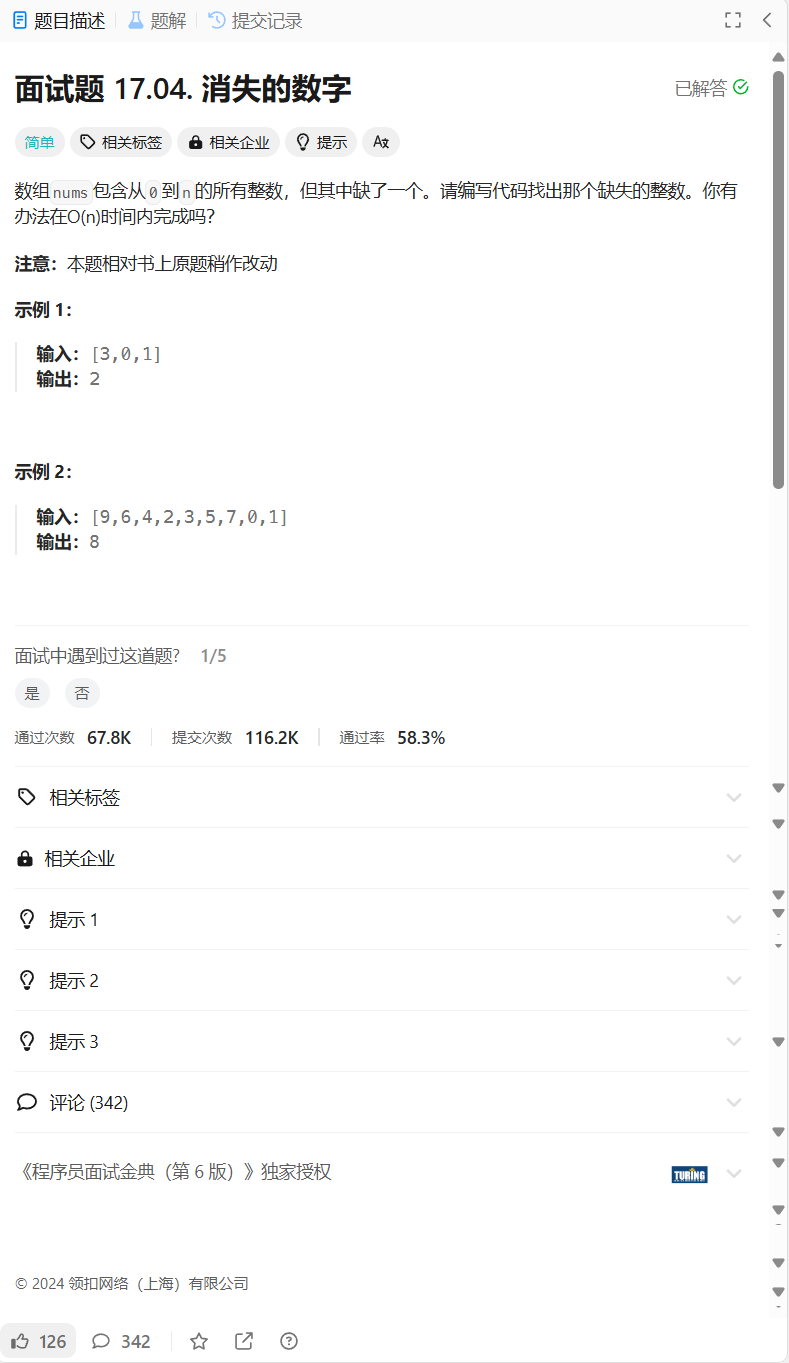 题目描述 题解 提交记录
面试题 17.04. 消失的数字
已解答
简单 相关标签 相关企业 提示
数组nums包含从0到n的所有整数，但其中缺了一个。请编写代码找出那个缺失的整数。你有
办法在O(n)时间内完成吗？
注意：本题相对书上原题稍作改动
示例 1：
输入：[3,0,1]
输出：2
示例 2：
输入：[9,6,4,2,3,5,7,0,1]
输出：8
面试中遇到过这道题? 1/5
是 否
通过次数 67.8K 提交次数 116.2K 通过率 58.3%
相关标签
相关企业
提示 1
提示 2
提示 3
评论 (342)
《程序员面试金典（第 6 版）》独家授权
TURING
© 2024 领扣网络（上海）有限公司
126 342